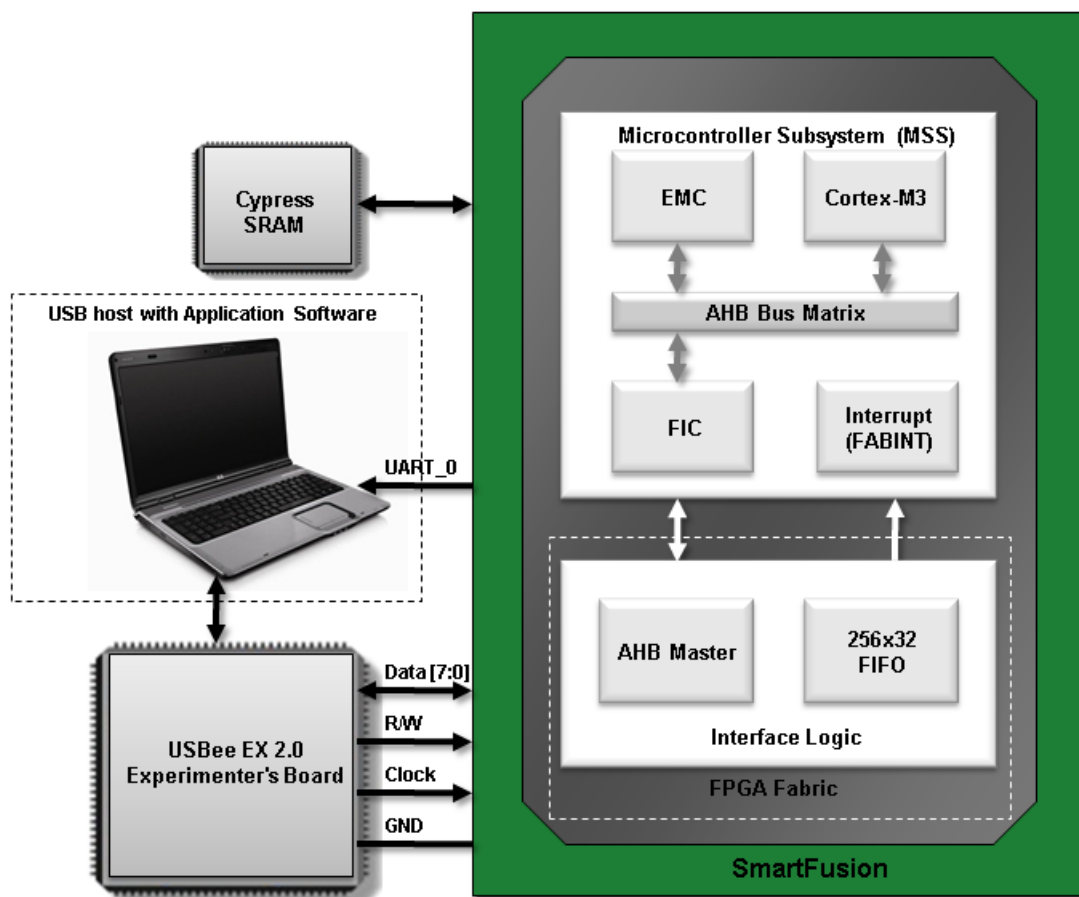 Microcontroller Subsystem (MSS)
EMC
Cortex-M3
Cypress
SRAM
AHB Bus Matrix
USB host with Application Software
FIC
Interrupt
(FABINT)
UART_0
AHB Master
256x32
FIFO
Interface Logic
FPGA Fabric
Data [7:0]
R/W
Clock
GND
USBee EX 2.0
Experimenter's Board
SmartFusion